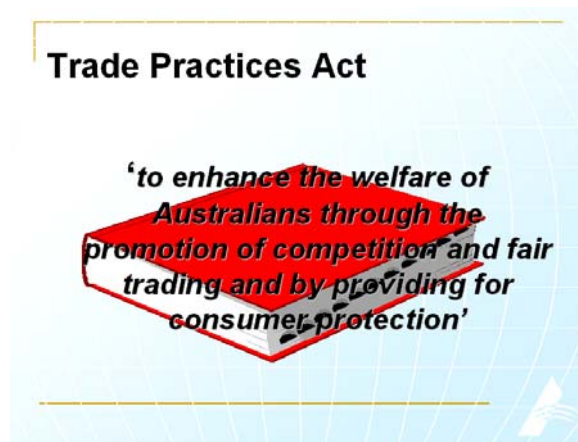 Trade Practices Act
‘to enhance the welfare of
Australians through the
promotion of competition and fair
trading and by providing for
consumer protection’